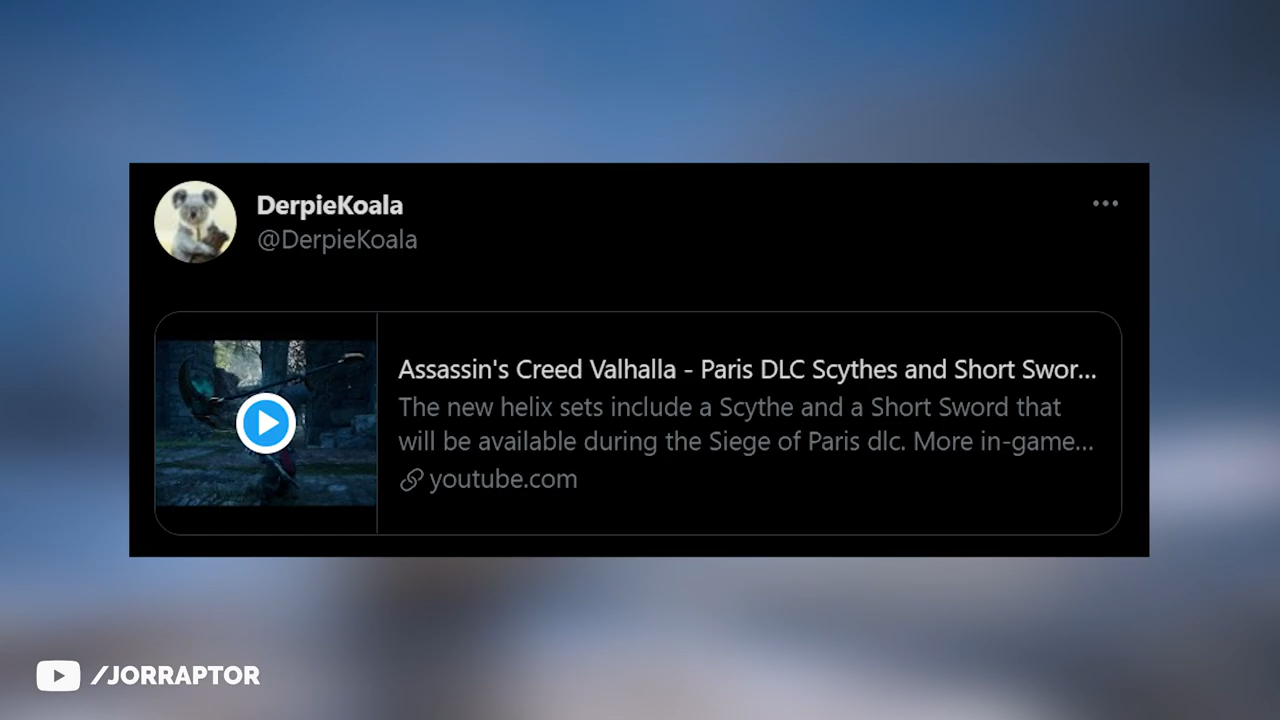 DerpieKoala
@DerpieKoala
Assassin's Creed Valhalla - Paris DLC Scythes and Short Swor...
The new helix sets include a Scythe and a Short Sword that
will be available during the Siege of Paris dlc. More in-game...
youtube.com
/JORRAPTOR